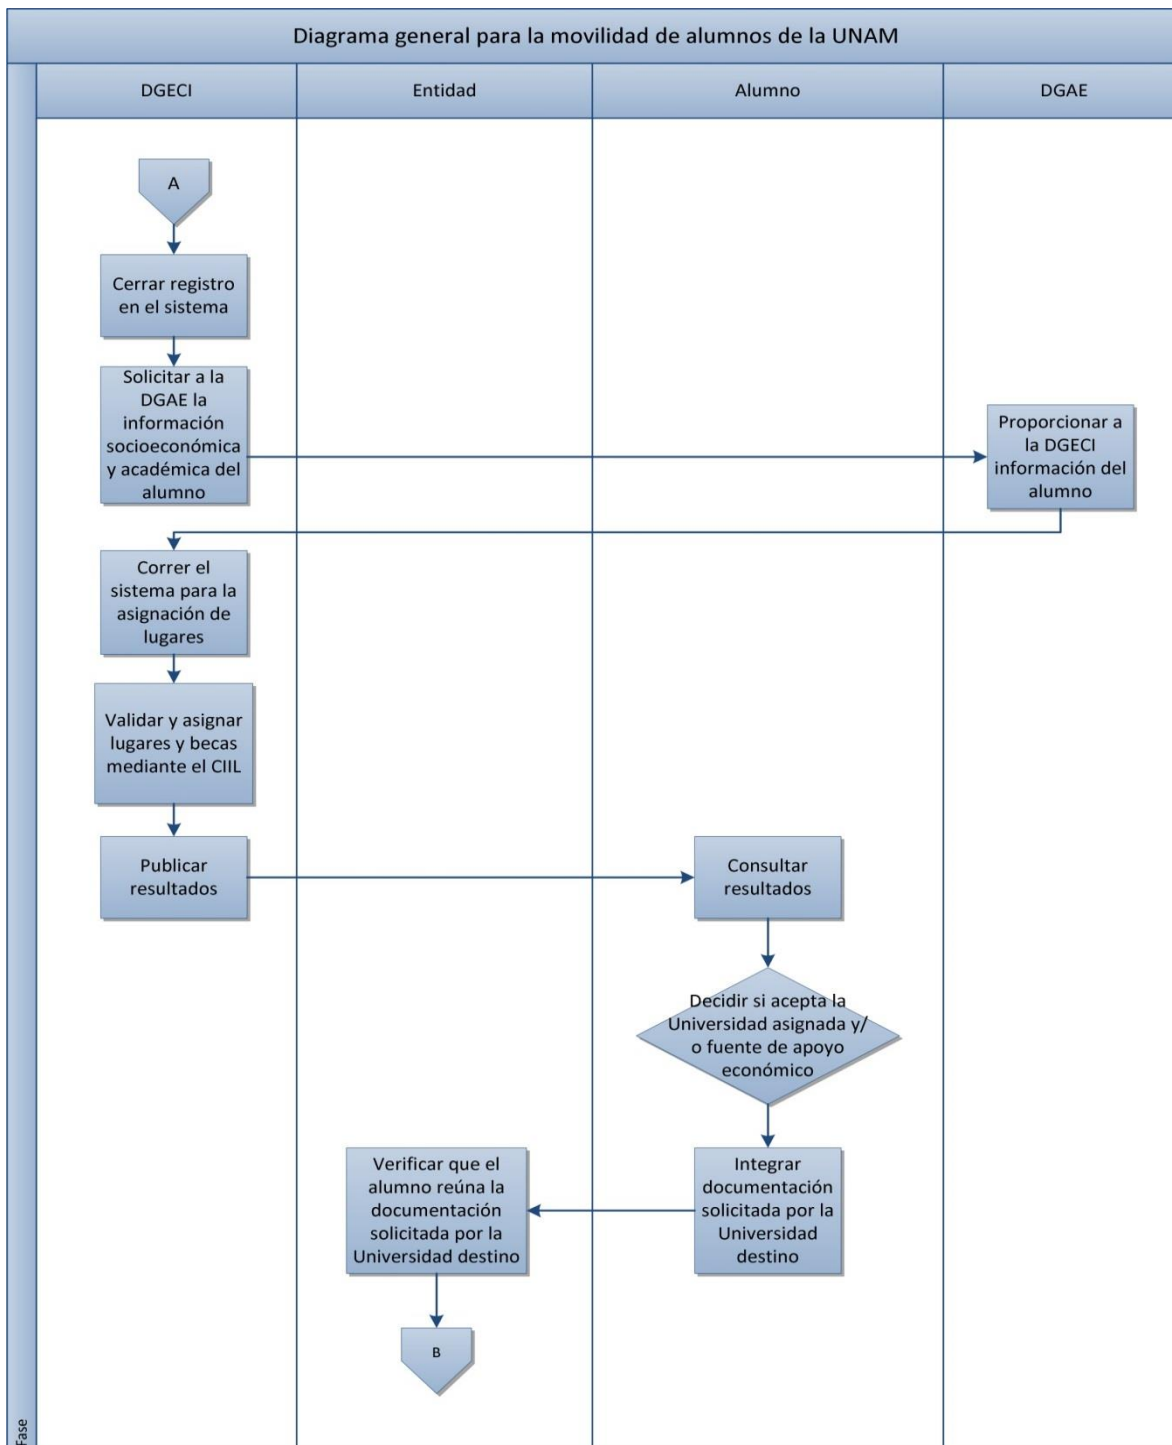 Diagrama general para la movilidad de alumnos de la UNAM
DGECI
Entidad
Alumno
DGAE
A
Cerrar registro
en el sistema
Solicitar a la
DGAE la
información
socioeconómica
y académica del
alumno
Proporcionar a
la DGECI
información del
alumno
Correr el
sistema para la
asignación de
lugares
Validar y asignar
lugares y becas
mediante el CIIL
Publicar
resultados
Consultar
resultados
Decidir si acepta la
Universidad asignada y/
o fuente de apoyo
económico
Integrar
documentación
solicitada por la
Universidad
destino
Verificar que el
alumno reúna la
documentación
solicitada por la
Universidad destino
B
Fase